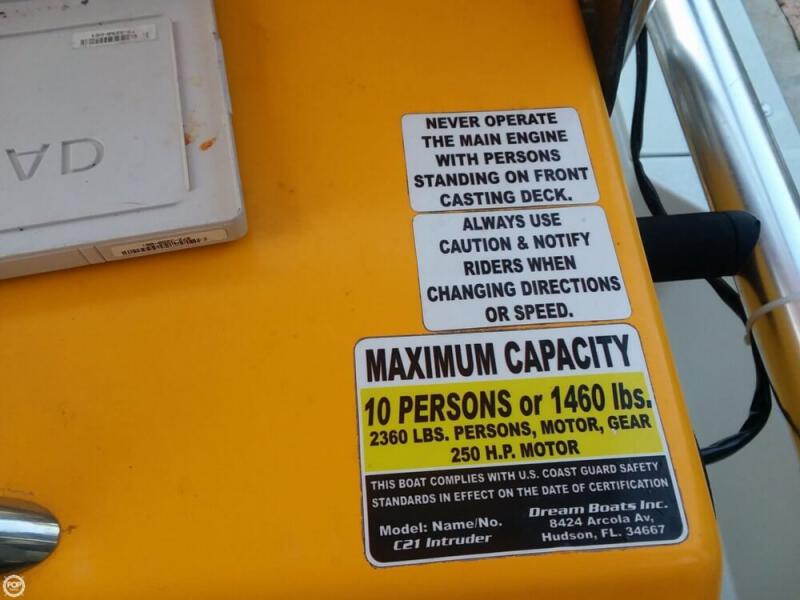 NEVER OPERATE
THE MAIN ENGINE
WITH PERSONS
STANDING ON FRONT
CASTING DECK.
ALWAYS USE
CAUTION & NOTIFY
RIDERS WHEN
CHANGING DIRECTIONS
OR SPEED.
MAXIMUM CAPACITY
10 PERSONS or 1460 lbs.
2360 LBS. PERSONS, MOTOR, GEAR
250 H.P. MOTOR
THIS BOAT COMPLIES WITH U.S. COAST GUARD SAFETY
STANDARDS IN EFFECT ON THE DATE OF CERTIFICATION
Model: Name/No.
C21 Intruder
Dream Boats Inc.
8424 Arcola Av,
Hudson, FL. 34667
POP